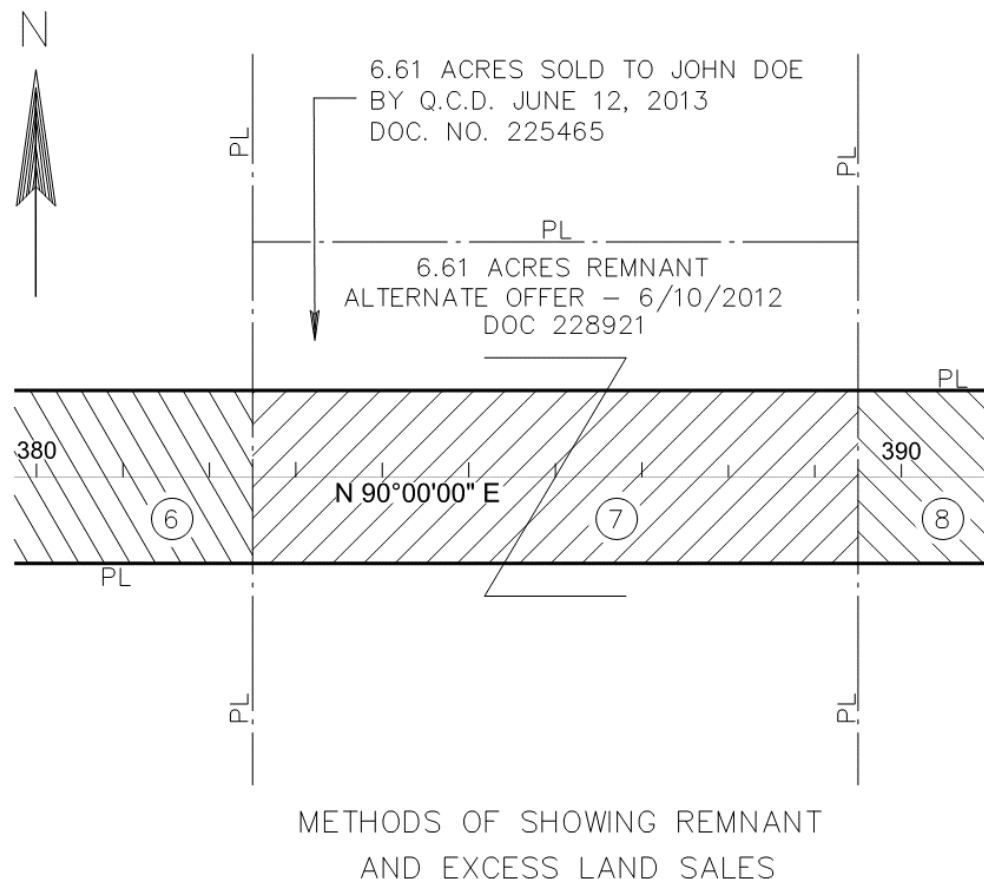 N
6.61 ACRES SOLD TO JOHN DOE
BY Q.C.D. JUNE 12, 2013
DOC. NO. 225465
PL
PL
PL
6.61 ACRES REMNANT
ALTERNATE OFFER - 6/10/2012
DOC 228921
PL
380
390
N 90°00'00" E
6
7
8
PL
PL
PL
METHODS OF SHOWING REMNANT
AND EXCESS LAND SALES